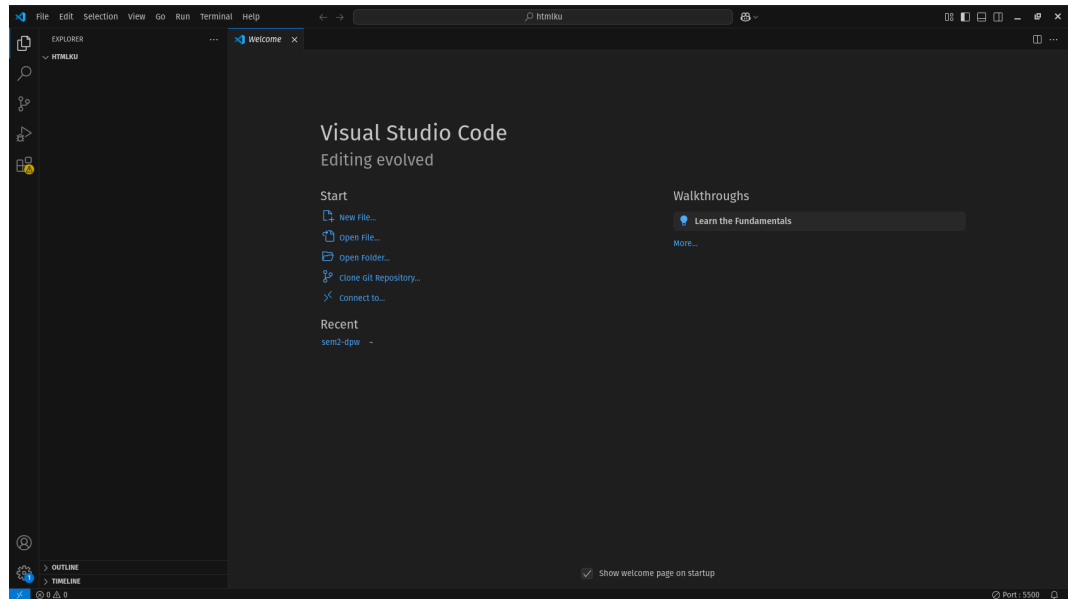 File Edit Selection View Go Run Terminal Help
htmlku
EXPLORER
Welcome
HTMLKU
Visual Studio Code
Editing evolved
Start
New File...
Open File...
Open Folder...
Clone Git Repository...
Connect to...
Recent
sem2-dpw ~
Walkthroughs
Learn the Fundamentals
More...
OUTLINE
TIMELINE
Show welcome page on startup
1
0 0
Port : 5500